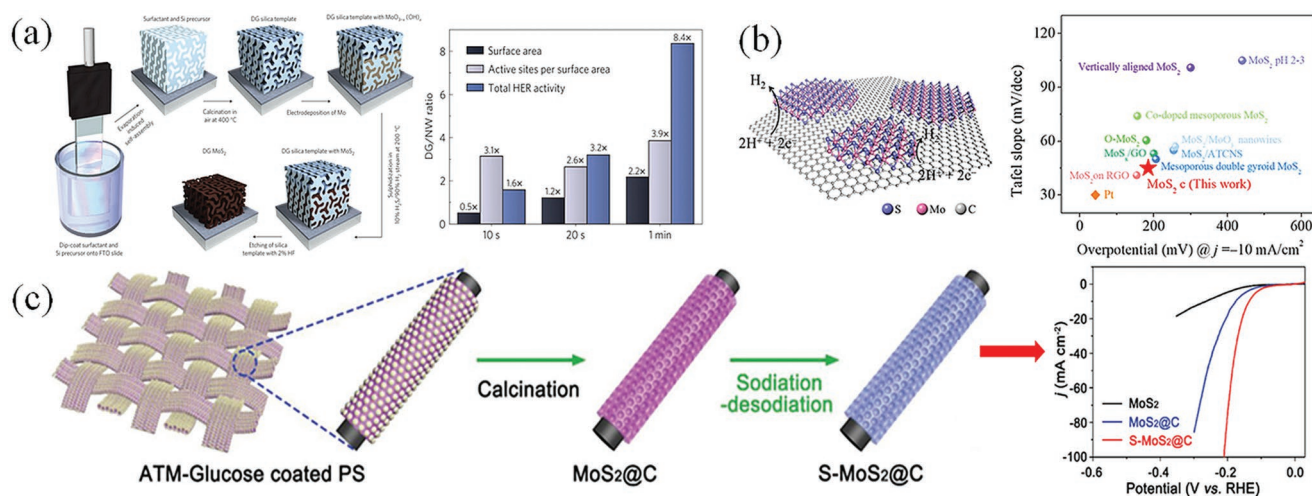 (a)
Surfactant and Si precursor
DG silica template
DG silica template with MoO₃₋ₓ(OH)ₓ
Evaporation-
induced
self-assembly
Calcination in
air at 400 °C
Electrodeposition of Mo
Sulphidization in
10% H₂S/90% H₂ stream at 200 °C
DG MoS₂
DG silica template with MoS₂
Etching of silica
template with 2% HF
Dip-coat surfactant and
Si precursor onto FTO slide
DG/NW ratio
8
6
4
2
0
Surface area
Active sites per surface area
Total HER activity
0.5×
3.1×
1.6×
1.2×
2.6×
3.2×
2.2×
3.9×
8.4×
10 s
20 s
1 min
(b)
H₂
2H⁺ + 2e⁻
H₂
2H⁺ + 2e⁻
S
Mo
C
Tafel slope (mV/dcc)
120
90
60
30
Vertically aligned MoS₂
MoS₂ pH 2-3
Co-doped mesoporous MoS₂
O-MoS₂
MoS₂/MoO₃ nanowires
MoS₂/GO
MoS₂/ATCNS
Mesoporous double gyroid MoS₂
MoS₂on RGO
MoS₂ c (This work)
Pt
0
200
400
600
Overpotential (mV) @ j =–10 mA/cm²
(c)
ATM-Glucose coated PS
Calcination
MoS₂@C
Sodiation
-desodiation
S-MoS₂@C
j (mA cm⁻²)
0
-20
-40
-60
-80
-100
MoS₂
MoS₂@C
S-MoS₂@C
-0.6
-0.4
-0.2
0.0
Potential (V vs. RHE)